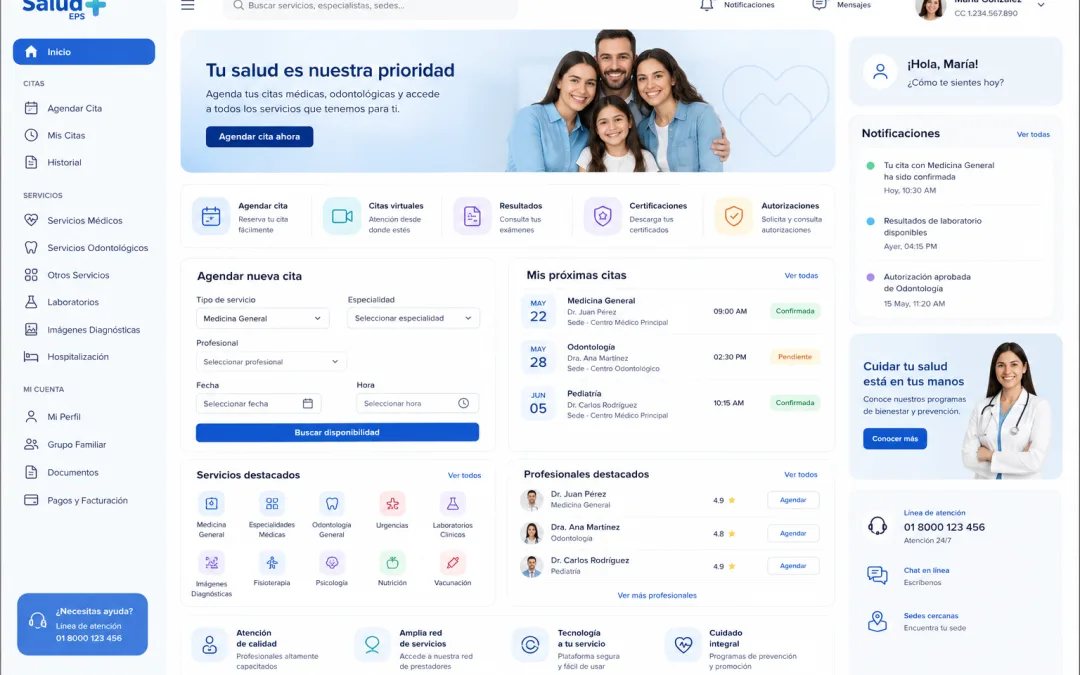 Salud
EPS
Buscar servicios, especialistas, sedes...
Notificaciones
Mensajes
María González
CC 1.234.567.890
Inicio
CITAS
Agendar Cita
Mis Citas
Historial
SERVICIOS
Servicios Médicos
Servicios Odontológicos
Otros Servicios
Laboratorios
Imágenes Diagnósticas
Hospitalización
MI CUENTA
Mi Perfil
Grupo Familiar
Documentos
Pagos y Facturación
¿Necesitas ayuda?
Línea de atención
01 8000 123 456
Tu salud es nuestra prioridad
Agenda tus citas médicas, odontológicas y accede
a todos los servicios que tenemos para ti.
Agendar cita ahora
Agendar cita
Reserva tu cita
fácilmente
Citas virtuales
Atención desde
donde estés
Resultados
Consulta tus
exámenes
Certificaciones
Descarga tus
certificados
Autorizaciones
Solicita y consulta
autorizaciones
Agendar nueva cita
Tipo de servicio
Especialidad
Medicina General
Seleccionar especialidad
Profesional
Seleccionar profesional
Fecha
Hora
Seleccionar fecha
Seleccionar hora
Buscar disponibilidad
Mis próximas citas
Ver todas
MAY
22
Medicina General
Dr. Juan Pérez
Sede - Centro Médico Principal
09:00 AM
Confirmada
MAY
28
Odontología
Dra. Ana Martínez
Sede - Centro Odontológico
02:30 PM
Pendiente
JUN
05
Pediatría
Dr. Carlos Rodríguez
Sede - Centro Médico Principal
10:15 AM
Confirmada
Servicios destacados
Ver todos
Medicina
General
Especialidades
Médicas
Odontología
General
Urgencias
Laboratorios
Clínicos
Imágenes
Diagnósticas
Fisioterapia
Psicología
Nutrición
Vacunación
Profesionales destacados
Ver todos
Dr. Juan Pérez
Medicina General
4.9
Agendar
Dra. Ana Martínez
Odontología
4.8
Agendar
Dr. Carlos Rodríguez
Pediatría
4.9
Agendar
Ver más profesionales
Atención
de calidad
Profesionales altamente
capacitados
Amplia red
de servicios
Accede a nuestra red
de prestadores
Tecnología
a tu servicio
Plataforma segura
y fácil de usar
Cuidado
integral
Programas de prevención
y promoción
¡Hola, María!
¿Cómo te sientes hoy?
Notificaciones
Ver todas
Tu cita con Medicina General
ha sido confirmada
Hoy, 10:30 AM
Resultados de laboratorio
disponibles
Ayer, 04:15 PM
Autorización aprobada
de Odontología
15 May, 11:20 AM
Cuidar tu salud
está en tus manos
Conoce nuestros programas
de bienestar y prevención.
Conocer más
Línea de atención
01 8000 123 456
Atención 24/7
Chat en línea
Escríbenos
Sedes cercanas
Encuentra tu sede